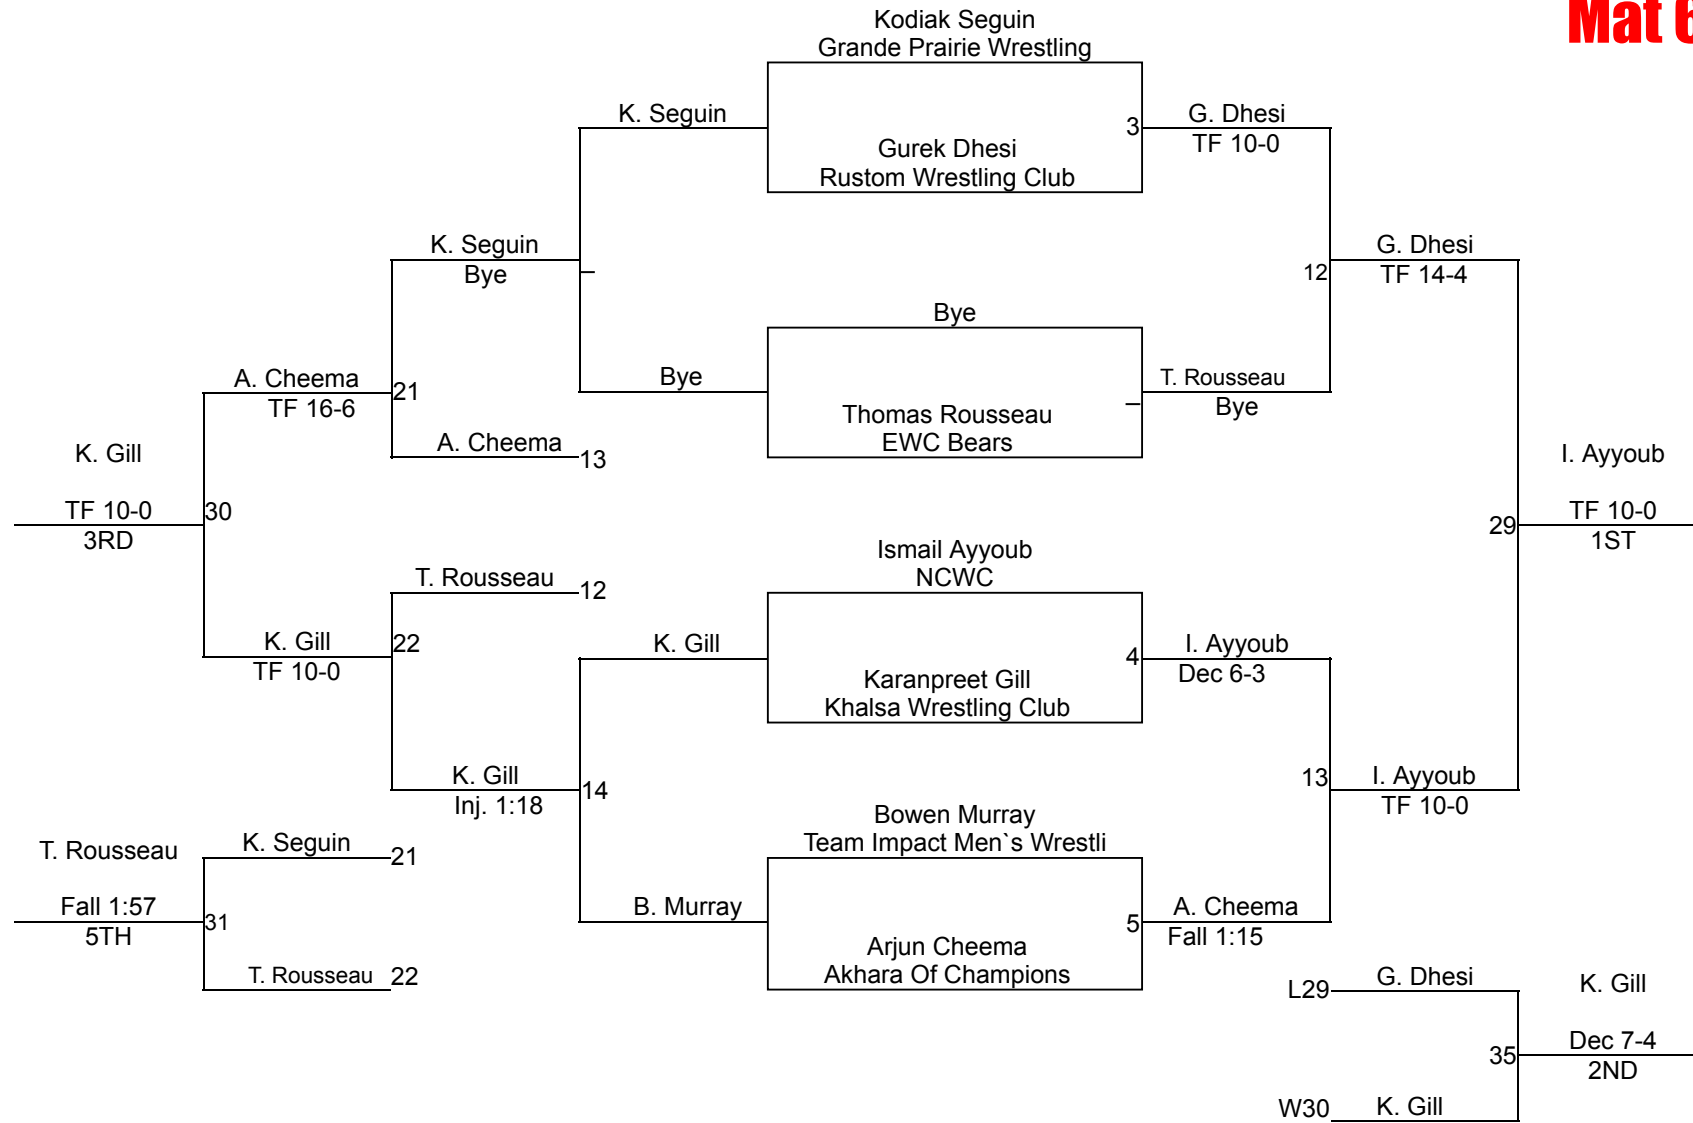 Mat 6
Kodiak Seguin
Grande Prairie Wrestling
K. Seguin
3
G. Dhesi
TF 10-0
Gurek Dhesi
Rustom Wrestling Club
K. Seguin
Bye
–
12
G. Dhesi
TF 14-4
Bye
A. Cheema
TF 16-6
21
Bye
–
T. Rousseau
Bye
Thomas Rousseau
EWC Bears
A. Cheema
13
K. Gill
TF 10-0
3RD
30
I. Ayyoub
29
TF 10-0
1ST
Ismail Ayyoub
NCWC
T. Rousseau
12
K. Gill
TF 10-0
22
K. Gill
4
I. Ayyoub
Dec 6-3
Karanpreet Gill
Khalsa Wrestling Club
K. Gill
Inj. 1:18
14
13
I. Ayyoub
TF 10-0
Bowen Murray
Team Impact Men`s Wrestli
T. Rousseau
K. Seguin
21
Fall 1:57
5TH
31
B. Murray
5
A. Cheema
Fall 1:15
Arjun Cheema
Akhara Of Champions
T. Rousseau
22
L29
G. Dhesi
K. Gill
35
Dec 7-4
2ND
W30
K. Gill